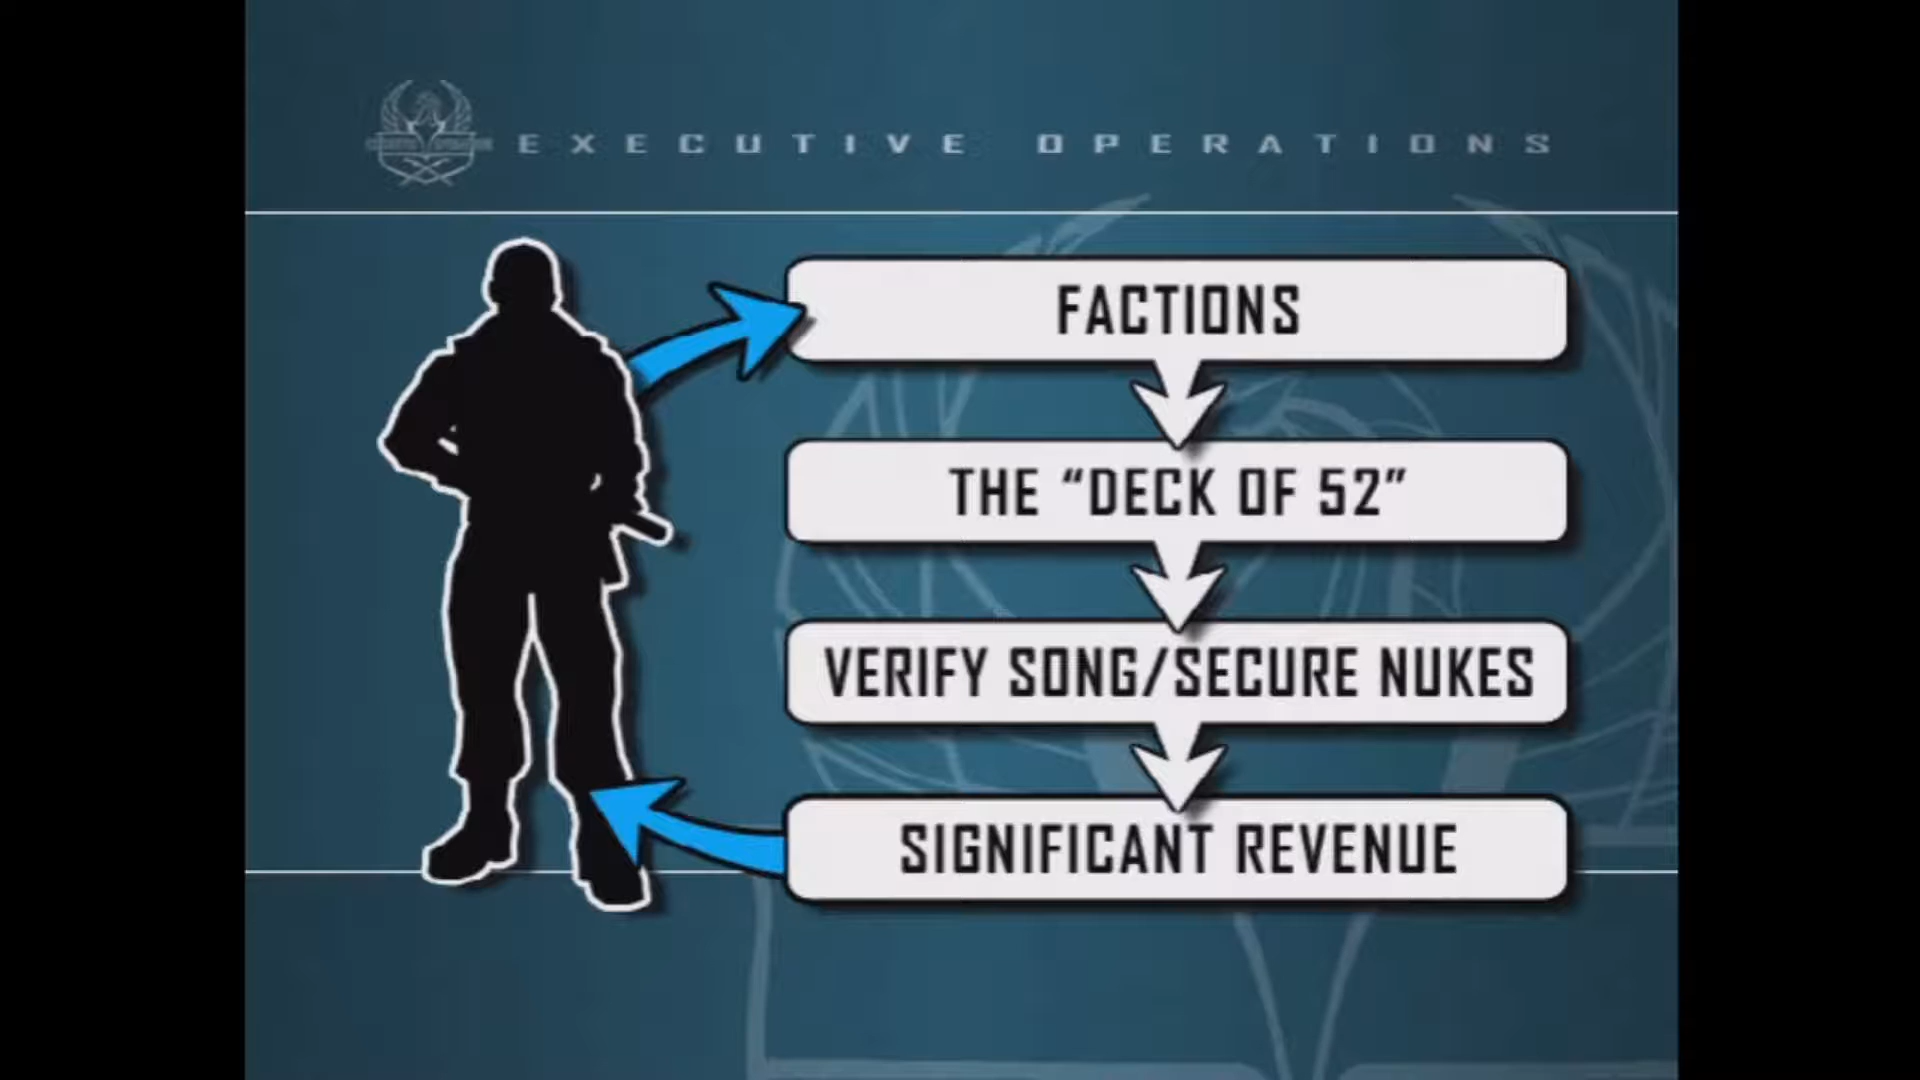 EXECUTIVE OPERATIONS
FACTIONS
THE “DECK OF 52”
VERIFY SONG/SECURE NUKES
SIGNIFICANT REVENUE